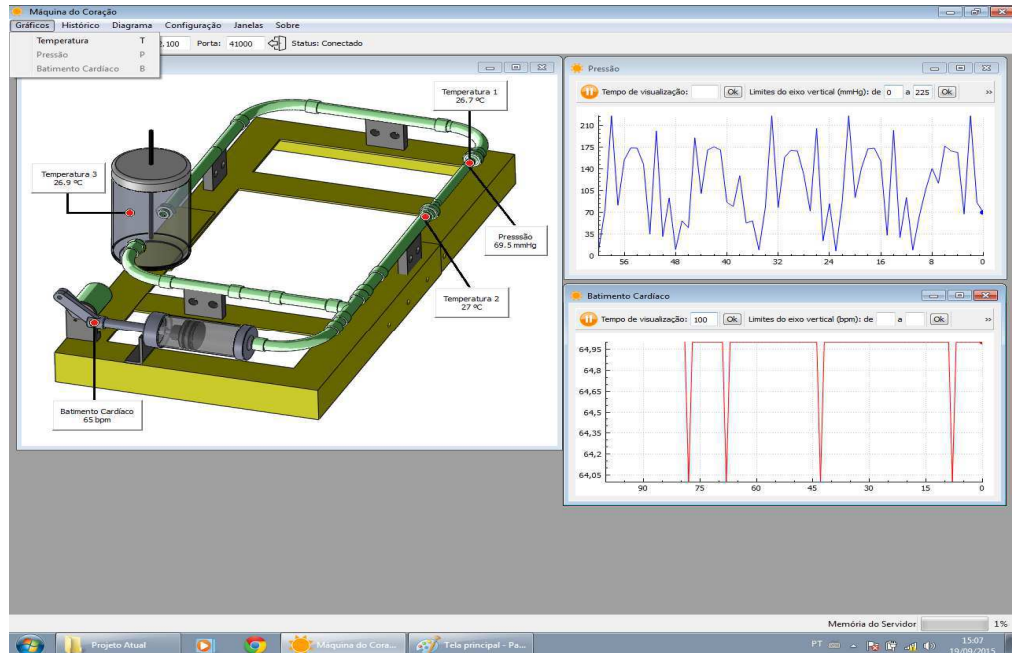 Máquina do Coração
Gráficos Histórico Diagrama Configuração Janelas Sobre
Temperatura T
Pressão P
Batimento Cardíaco B
2.100 Porta: 41000 Status: Conectado
Temperatura 1
26.7 ºC
Temperatura 3
26.9 ºC
Presssão
69.5 mmHg
Temperatura 2
27 ºC
Batimento Cardíaco
65 bpm
Pressão
Tempo de visualização: Ok Limites do eixo vertical (mmHg): de 0 a 225 Ok »
210
175
140
105
70
35
0
56 48 40 32 24 16 8 0
Batimento Cardíaco
Tempo de visualização: 100 Ok Limites do eixo vertical (bpm): de a Ok »
64,95
64,8
64,65
64,5
64,35
64,2
64,05
90 75 60 45 30 15 0
Memória do Servidor 1%
Projeto Atual Máquina do Cora... Tela principal - Pa... PT 15:07
19/09/2015